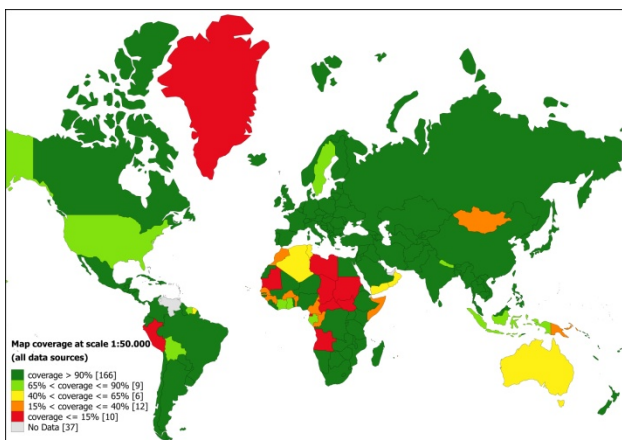 Map coverage at scale 1:50.000
(all data sources)
coverage > 90% [166]
65% < coverage <= 90% [9]
40% < coverage <= 65% [6]
15% < coverage <= 40% [12]
coverage <= 15% [10]
No Data [37]